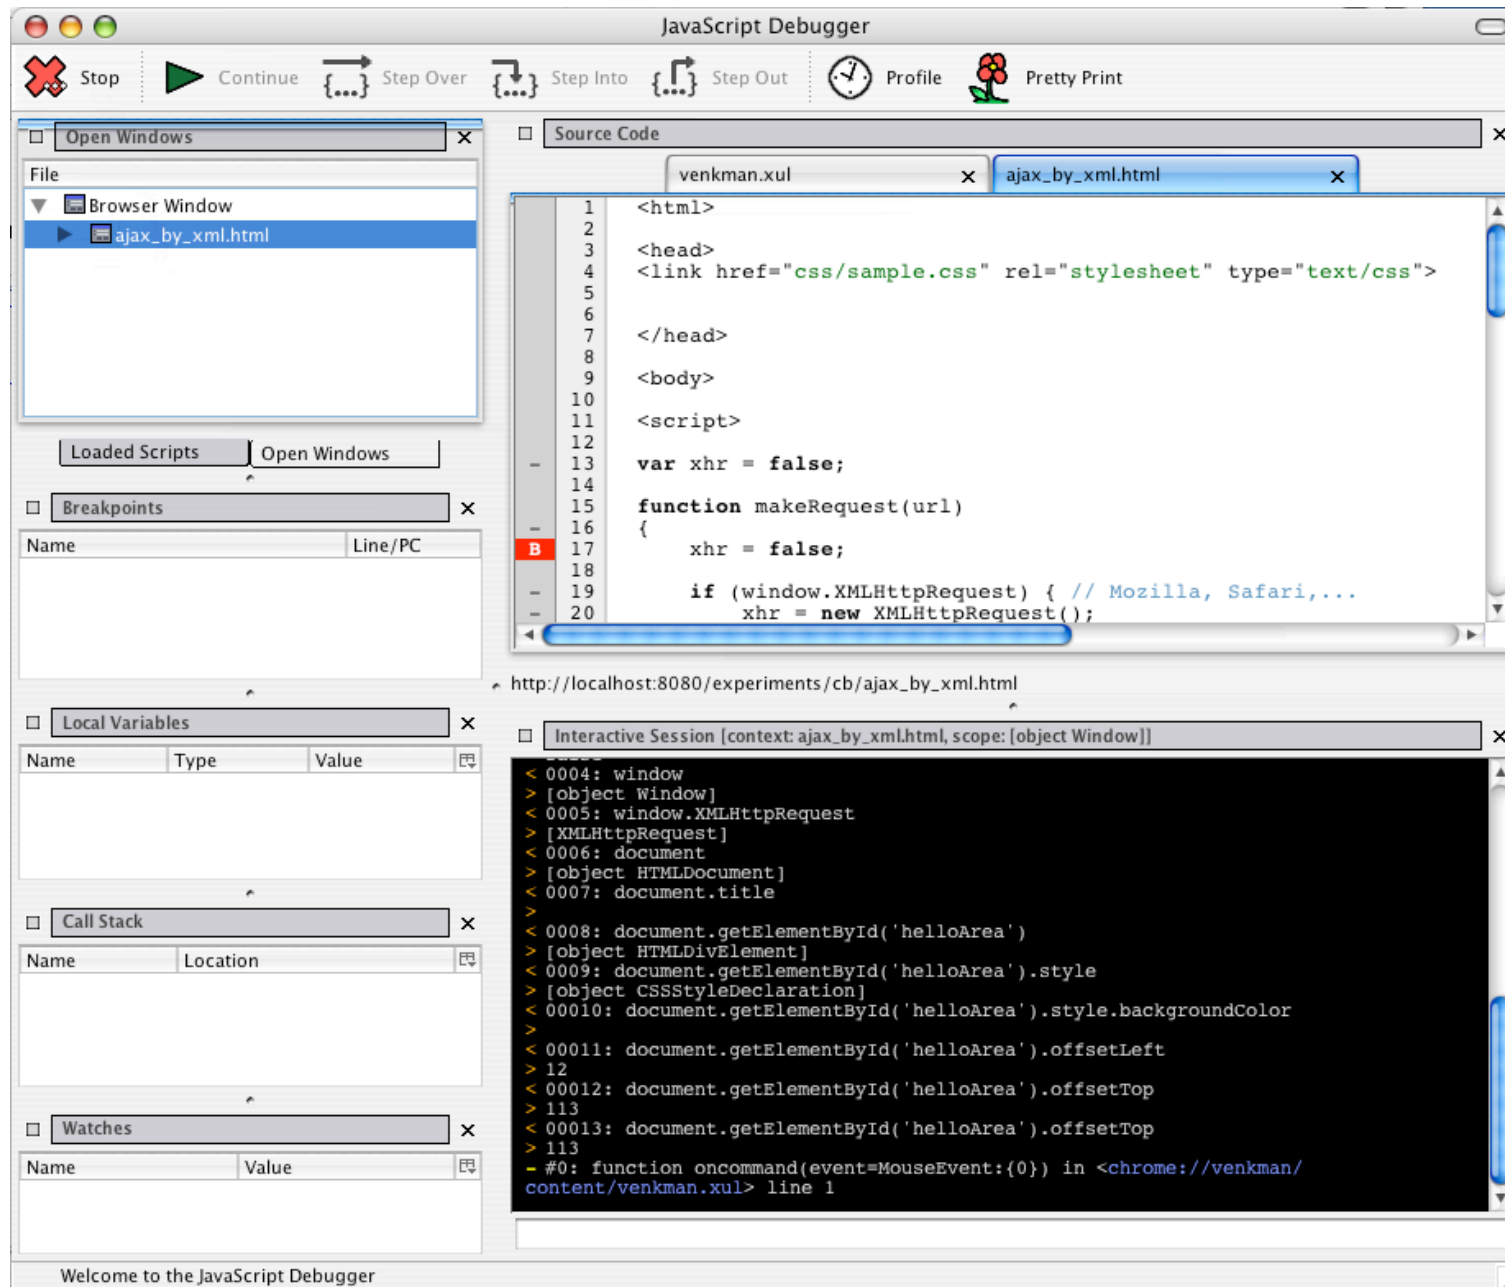 JavaScript Debugger
Stop Continue Step Over Step Into Step Out Profile Pretty Print
Open Windows
File
Browser Window
ajax_by_xml.html
Loaded Scripts Open Windows
Breakpoints
Name Line/PC
Local Variables
Name Type Value
Call Stack
Name Location
Watches
Name Value
Source Code
venkman.xul ajax_by_xml.html
1 <html>
2
3 <head>
4 <link href="css/sample.css" rel="stylesheet" type="text/css">
5
6
7 </head>
8
9 <body>
10
11 <script>
12
- 13 var xhr = false;
14
15 function makeRequest(url)
- 16 {
B 17 xhr = false;
18
- 19 if (window.XMLHttpRequest) { // Mozilla, Safari,...
- 20 xhr = new XMLHttpRequest();
http://localhost:8080/experiments/cb/ajax_by_xml.html
Interactive Session [context: ajax_by_xml.html, scope: [object Window]]
< 0004: window
> [object Window]
< 0005: window.XMLHttpRequest
> [XMLHttpRequest]
< 0006: document
> [object HTMLDocument]
< 0007: document.title
>
< 0008: document.getElementById('helloArea')
> [object HTMLDivElement]
< 0009: document.getElementById('helloArea').style
> [object CSSStyleDeclaration]
< 00010: document.getElementById('helloArea').style.backgroundColor
>
< 00011: document.getElementById('helloArea').offsetLeft
> 12
< 00012: document.getElementById('helloArea').offsetTop
> 113
< 00013: document.getElementById('helloArea').offsetTop
> 113
- #0: function oncommand(event=MouseEvent:{0}) in <chrome://venkman/
content/venkman.xul> line 1
Welcome to the JavaScript Debugger